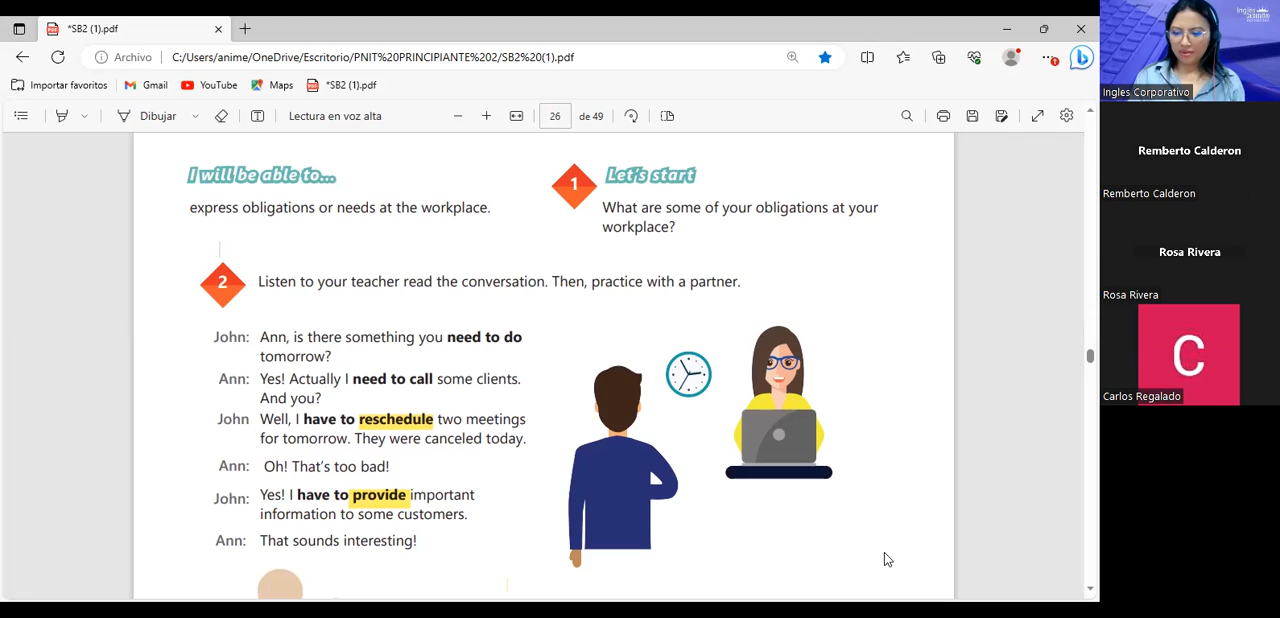 *SB2 (1).pdf
Archivo
C:/Users/anime/OneDrive/Escritorio/PNIT%20PRINCIPIANTE%202/SB2%20(1).pdf
Importar favoritos
Gmail
YouTube
Maps
*SB2 (1).pdf
Dibujar
Lectura en voz alta
26
de 49
I will be able to...
express obligations or needs at the workplace.
1
Let's start
What are some of your obligations at your
workplace?
2
Listen to your teacher read the conversation. Then, practice with a partner.
John: Ann, is there something you need to do
tomorrow?
Ann: Yes! Actually I need to call some clients.
And you?
John Well, I have to reschedule two meetings
for tomorrow. They were canceled today.
Ann: Oh! That's too bad!
John: Yes! I have to provide important
information to some customers.
Ann: That sounds interesting!
Ingles Corporativo
Remberto Calderon
Remberto Calderon
Rosa Rivera
Rosa Rivera
C
Carlos Regalado